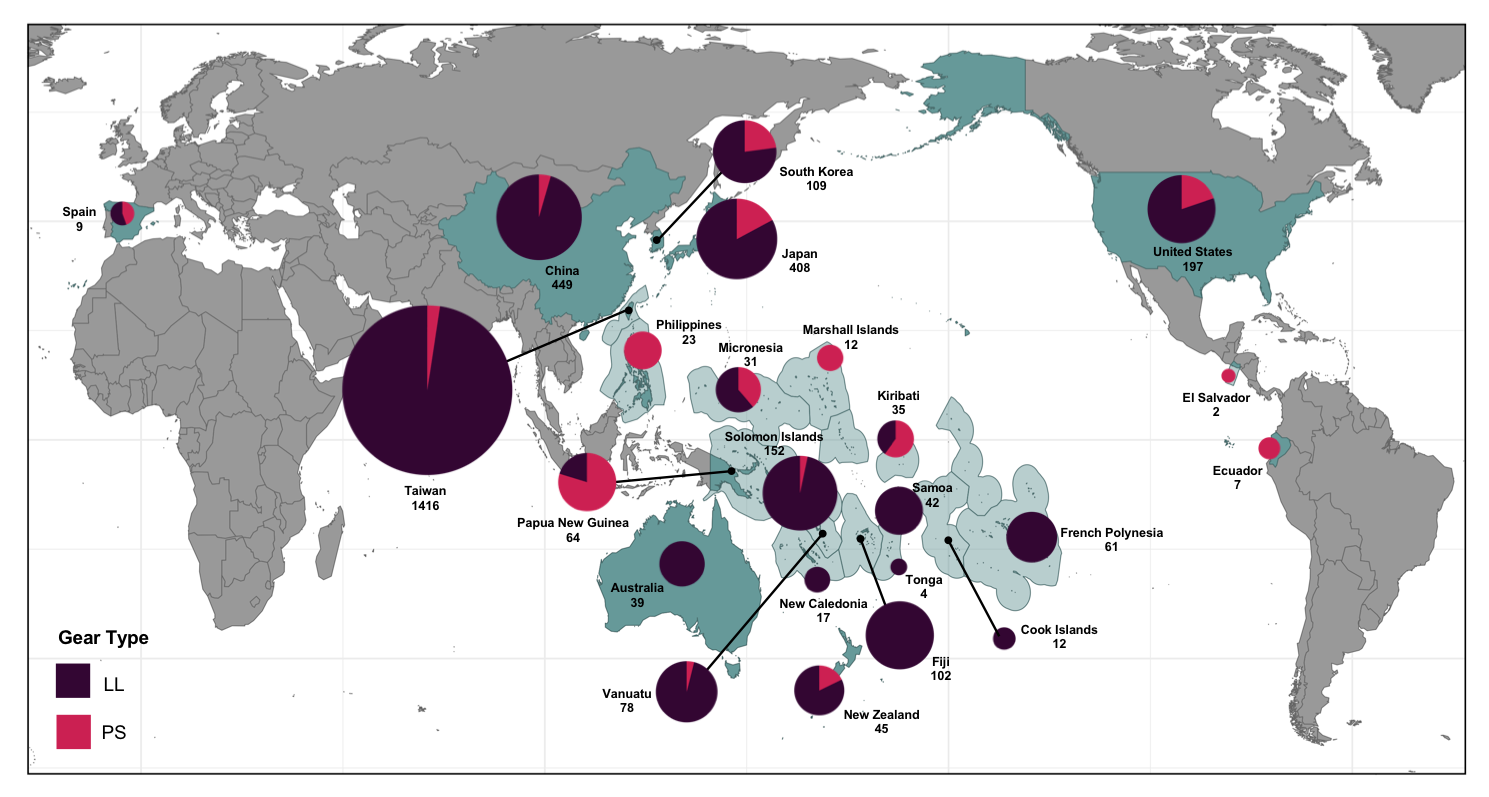 South Korea
109
Spain
9
Japan
408
United States
197
China
449
Philippines
23
Marshall Islands
12
Micronesia
31
El Salvador
2
Kiribati
35
Solomon Islands
152
Ecuador
7
Taiwan
1416
Samoa
42
Papua New Guinea
64
French Polynesia
61
Australia
39
Tonga
4
New Caledonia
17
Cook Islands
12
Fiji
102
Vanuatu
78
New Zealand
45
Gear Type
LL
PS